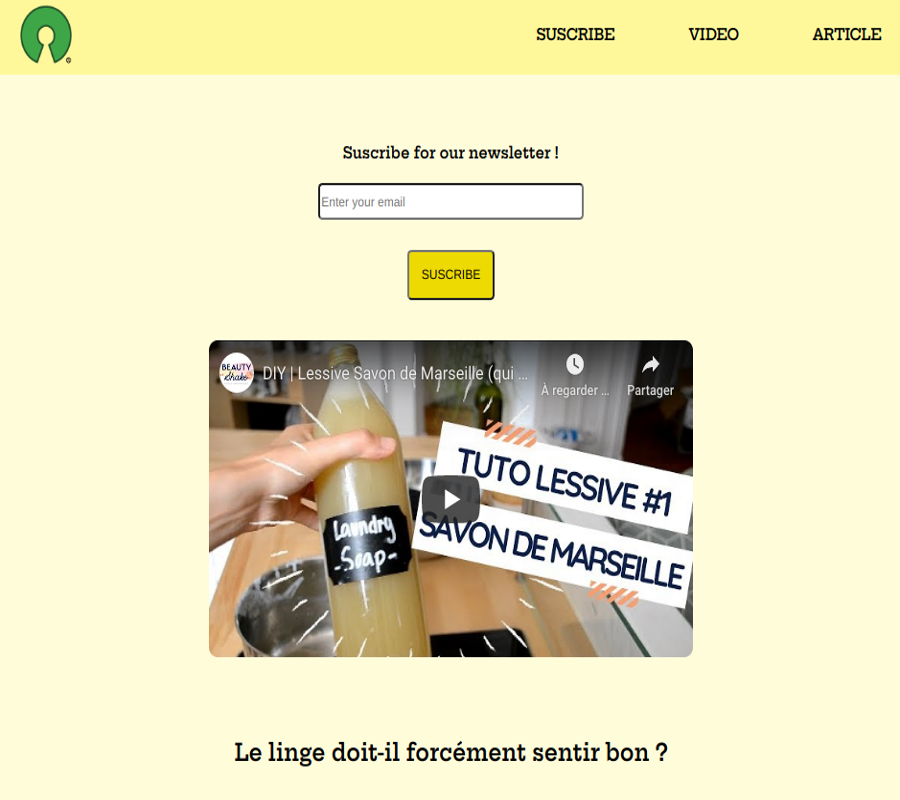 SUSCRIBE VIDEO ARTICLE
Suscribe for our newsletter !
Enter your email
SUSCRIBE
BEAUTY
Shake
DIY | Lessive Savon de Marseille (qui ...
À regarder ...
Partager
TUTO LESSIVE #1
SAVON DE MARSEILLE
Laundry
-Soap-
Le linge doit-il forcément sentir bon ?